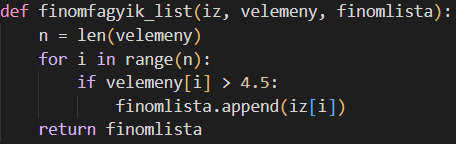 def finomfagyik_list(iz, velemeny, finomlista):
    n = len(velemeny)
    for i in range(n):
        if velemeny[i] > 4.5:
            finomlista.append(iz[i])
    return finomlista